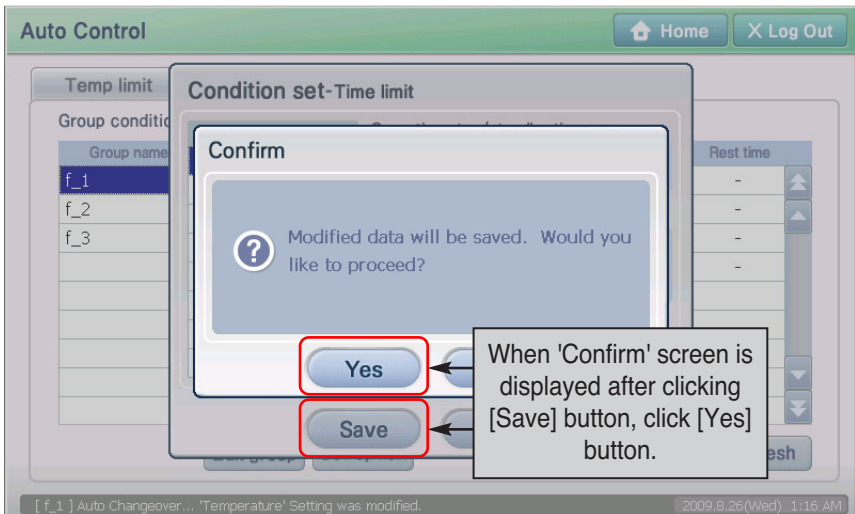 Auto Control
Home
X Log Out
Temp limit
Condition set-Time limit
Group
Group name
Rest time
Confirm
f_1
-
f_2
-
f_3
-
-
? Modified data will be saved. Would you
like to proceed?
Yes
Save
When 'Confirm' screen is
displayed after clicking
[Save] button, click [Yes]
button.
[ f_1 ] Auto Changeover... 'Temperature' Setting was modified.
2009.8.26(Wed) 1:16 AM